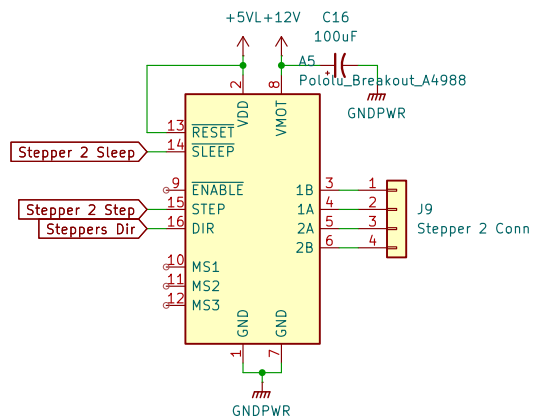 +5VL+12V
C16
100uF
A5
Pololu_Breakout_A4988
GNDPWR
2
8
VDD
VMOT
13
RESET
Stepper 2 Sleep
14
SLEEP
9
ENABLE
1B
3
1
Stepper 2 Step
15
STEP
1A
4
2
J9
Steppers Dir
16
DIR
2A
5
3
Stepper 2 Conn
2B
6
4
10
MS1
11
MS2
12
MS3
GND
GND
1
7
GNDPWR